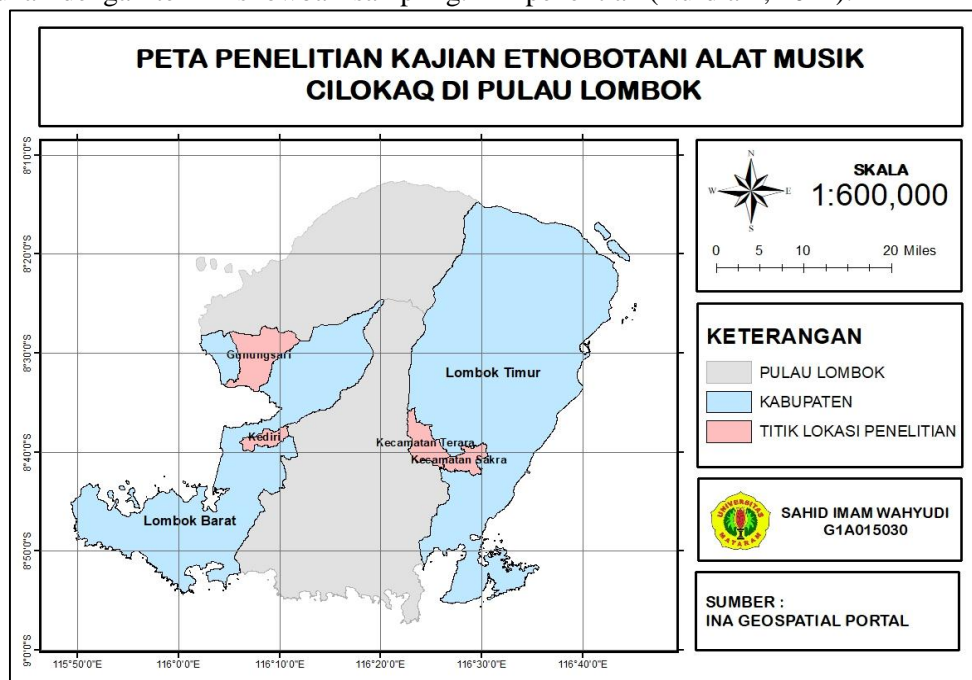 PETA PENELITIAN KAJIAN ETNOBOTANI ALAT MUSIK
CILOKAQ DI PULAU LOMBOK
8°10'0"S
8°20'0"S
8°30'0"S
8°40'0"S
8°50'0"S
9°0'0"S
Gunungsari
Lombok Timur
Kediri
Kecamatan Terara
Kecamatan Sakra
Lombok Barat
115°50'0"E
116°0'0"E
116°10'0"E
116°20'0"E
116°30'0"E
116°40'0"E
N
W
E
S
SKALA
1:600,000
0 5 10 20 Miles
KETERANGAN
PULAU LOMBOK
KABUPATEN
TITIK LOKASI PENELITIAN
UNIVERSITAS
MATARAM
SAHID IMAM WAHYUDI
G1A015030
SUMBER :
INA GEOSPATIAL PORTAL